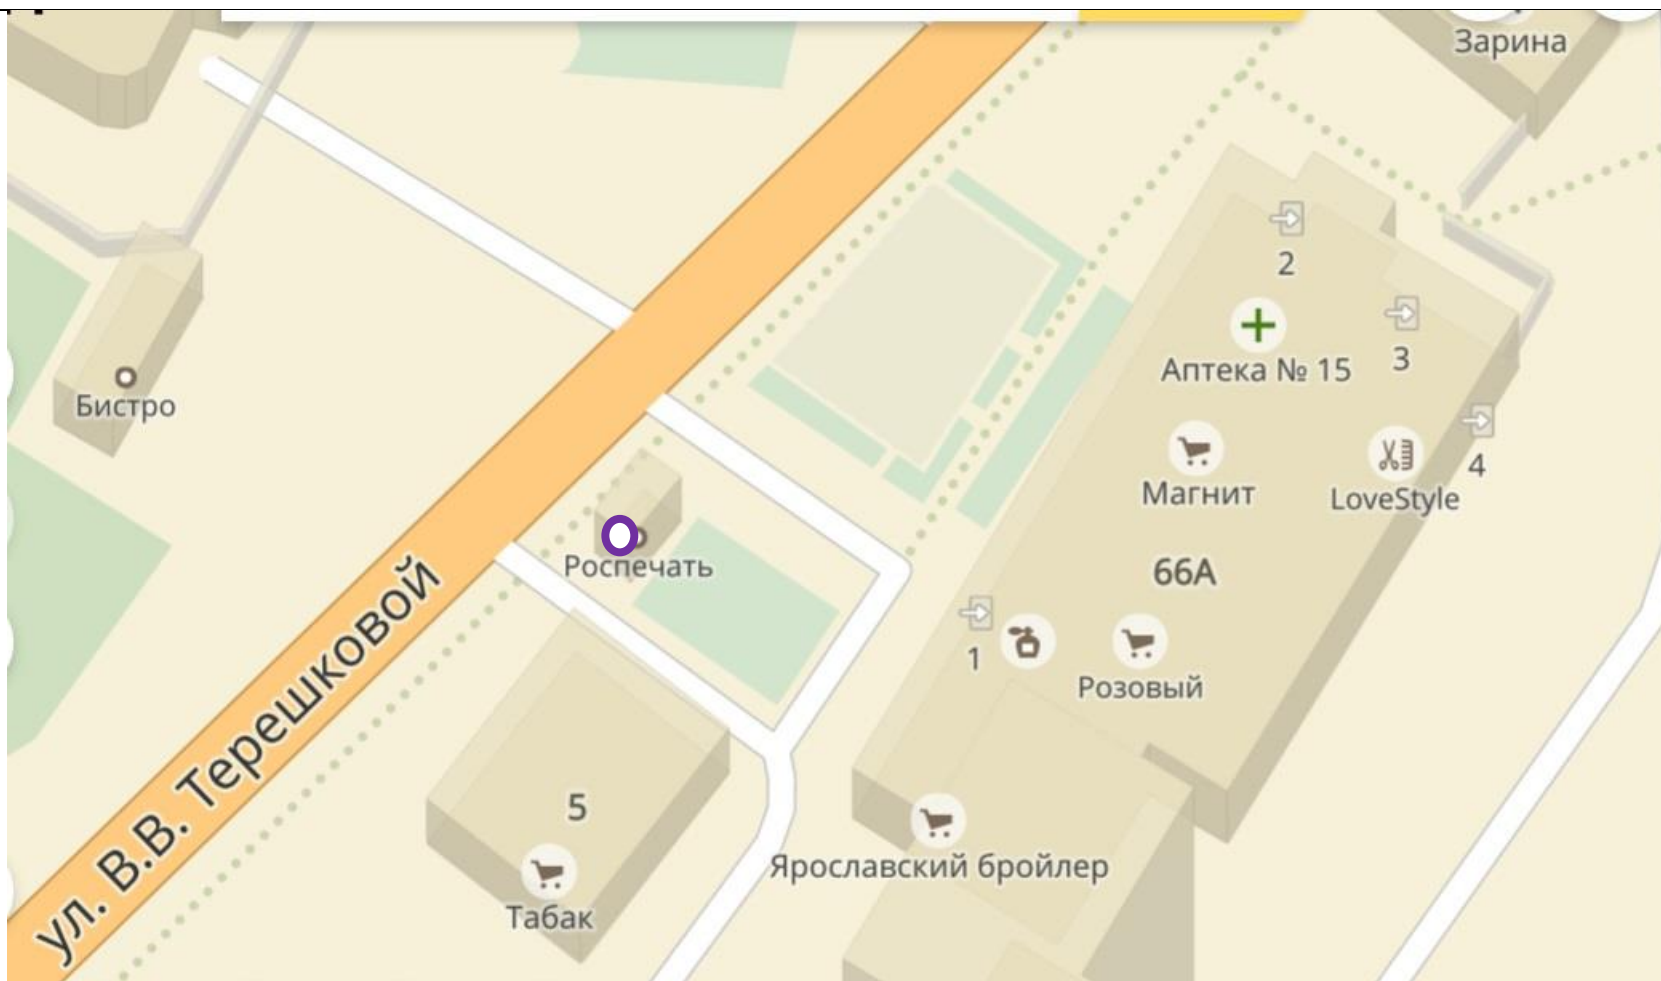 Зарина
2
Аптека № 15
3
Бистро
4
Магнит
LoveStyle
Роспечать
66А
1
Розовый
ул. В.В. Терешковой
5
Ярославский бройлер
Табак